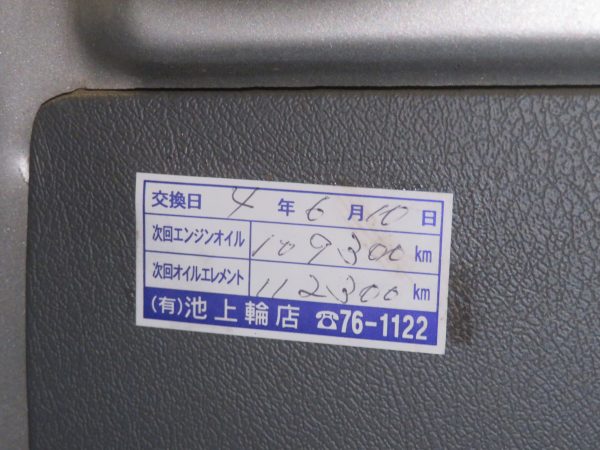 交換日 4 年 6 月 10 日
次回エンジンオイル 109300 km
次回オイルエレメント 112300 km
(有)池上輪店 ☎76-1122